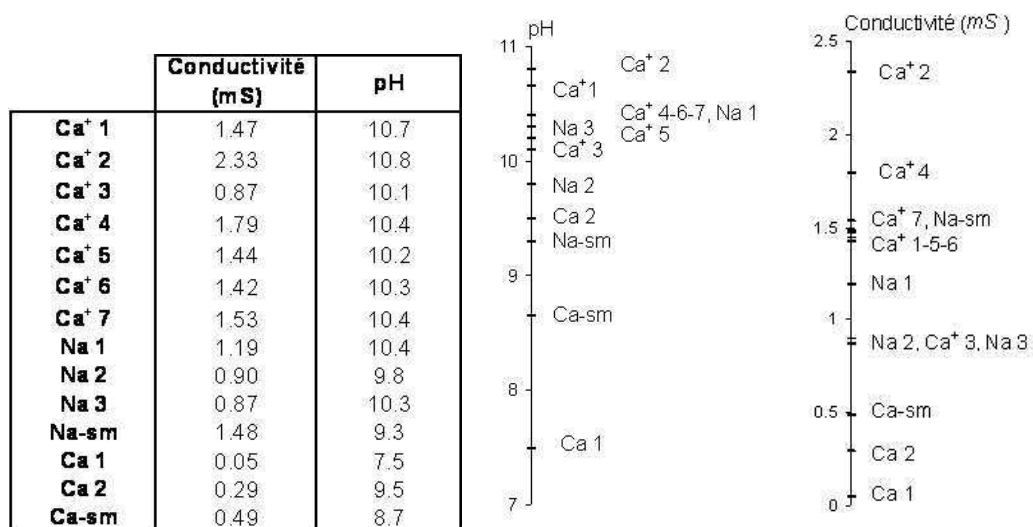 Conductivité (mS) pH
Ca⁺ 1 1.47 10.7
Ca⁺ 2 2.33 10.8
Ca⁺ 3 0.87 10.1
Ca⁺ 4 1.79 10.4
Ca⁺ 5 1.44 10.2
Ca⁺ 6 1.42 10.3
Ca⁺ 7 1.53 10.4
Na 1 1.19 10.4
Na 2 0.90 9.8
Na 3 0.87 10.3
Na-sm 1.48 9.3
Ca 1 0.05 7.5
Ca 2 0.29 9.5
Ca-sm 0.49 8.7
pH
11
Ca⁺ 2
Ca⁺1
Ca⁺ 4-6-7, Na 1
Na 3
Ca⁺ 5
10
Ca⁺ 3
Na 2
Ca 2
Na-sm
9
Ca-sm
8
Ca 1
7
Conductivité (mS )
2.5
Ca⁺ 2
2
Ca⁺ 4
Ca⁺ 7, Na-sm
1.5
Ca⁺ 1-5-6
Na 1
1
Na 2, Ca⁺ 3, Na 3
0.5
Ca-sm
Ca 2
0
Ca 1